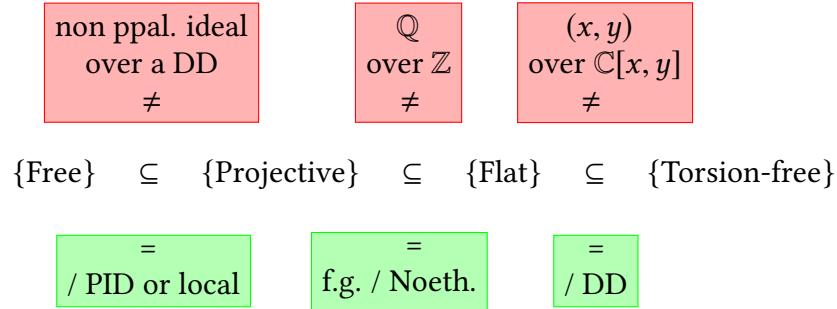 non ppal. ideal
over a DD
≠
ℚ
over ℤ
≠
(x, y)
over ℂ[x, y]
≠
{Free} ⊆ {Projective} ⊆ {Flat} ⊆ {Torsion-free}
=
/ PID or local
=
f.g. / Noeth.
=
/ DD